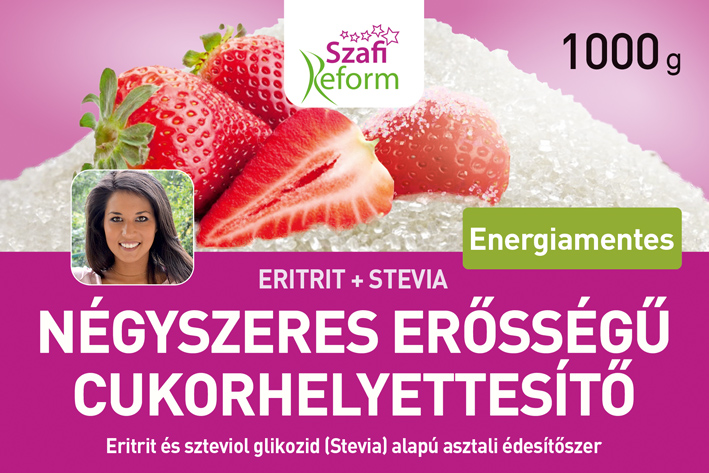 Szafi
Reform
1000 g
Energiamentes
ERITRIT + STEVIA
NÉGYSZERES ERŐSSÉGŰ
CUKORHELYETTESÍTŐ
Eritrit és szteviol glikozid (Stevia) alapú asztali édesítőszer